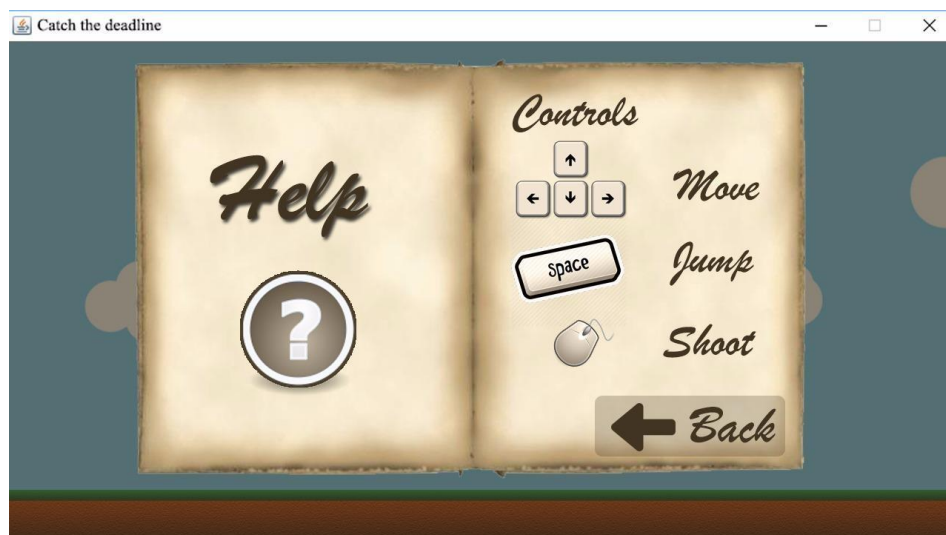 Catch the deadline
Help
?
Controls
Move
space
Jump
Shoot
Back